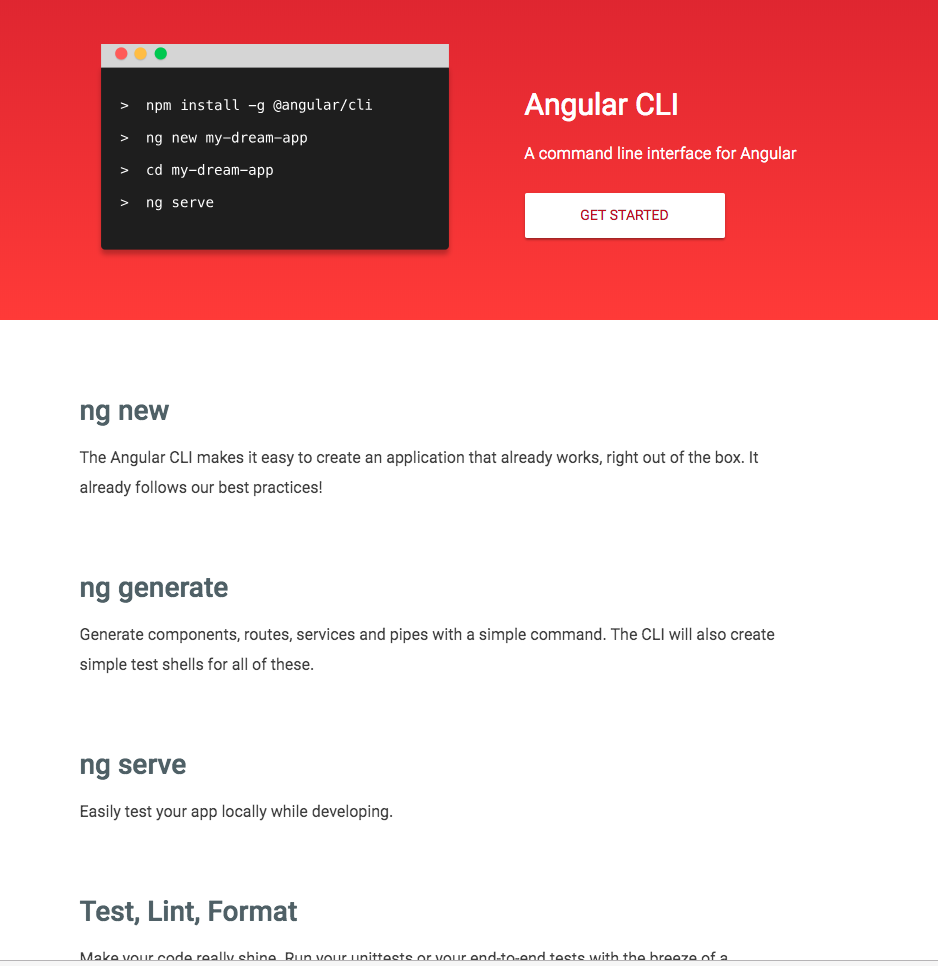 > npm install -g @angular/cli
> ng new my-dream-app
> cd my-dream-app
> ng serve
Angular CLI
A command line interface for Angular
GET STARTED
ng new
The Angular CLI makes it easy to create an application that already works, right out of the box. It
already follows our best practices!
ng generate
Generate components, routes, services and pipes with a simple command. The CLI will also create
simple test shells for all of these.
ng serve
Easily test your app locally while developing.
Test, Lint, Format
Make your code really shine. Run your unittests or your end-to-end tests with the breeze of a